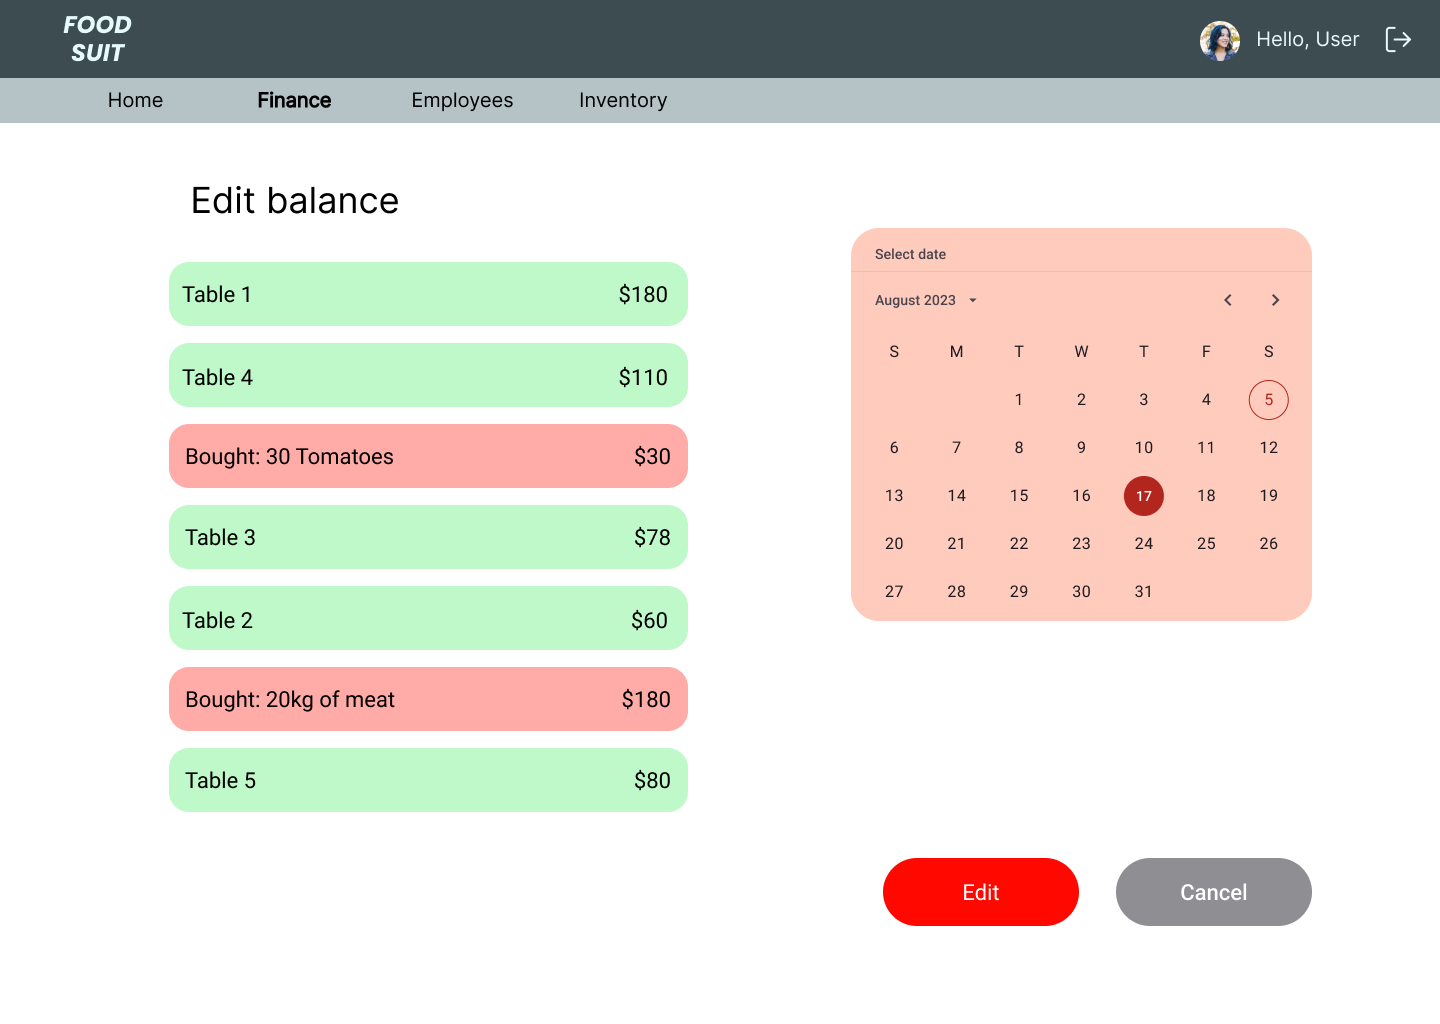 FOOD
SUIT
Hello, User
Home Finance Employees Inventory
Edit balance
Table 1 $180
Table 4 $110
Bought: 30 Tomatoes $30
Table 3 $78
Table 2 $60
Bought: 20kg of meat $180
Table 5 $80
Select date
August 2023
S M T W T F S
1 2 3 4 5
6 7 8 9 10 11 12
13 14 15 16 17 18 19
20 21 22 23 24 25 26
27 28 29 30 31
Edit Cancel